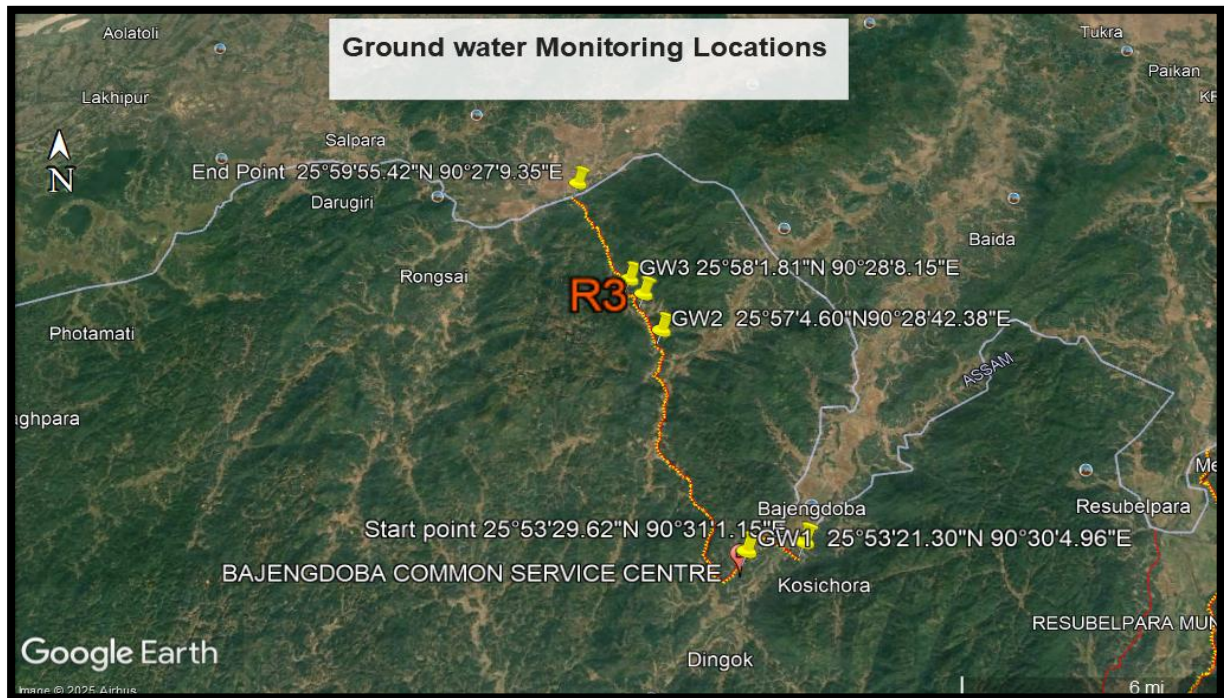 Ground water Monitoring Locations
Aolatoli
Tukra
Paikan
Lakhipur
Salpara
N
End Point 25°59'55.42"N 90°27'9.35"E
Darugiri
Baida
Rongsai
GW3 25°58'1.81"N 90°28'8.15"E
R3
GW2 25°57'4.60"N90°28'42.38"E
Photamati
ASSAM
aghpara
Bajengdoba
Resubelpara
Start point 25°53'29.62"N 90°31'1.15"E
GW1 25°53'21.30"N 90°30'4.96"E
BAJENGDOBA COMMON SERVICE CENTRE
Kosichora
RESUBELPARA MUN
Google Earth
Dingok
Image © 2025 Airbus
6 mi